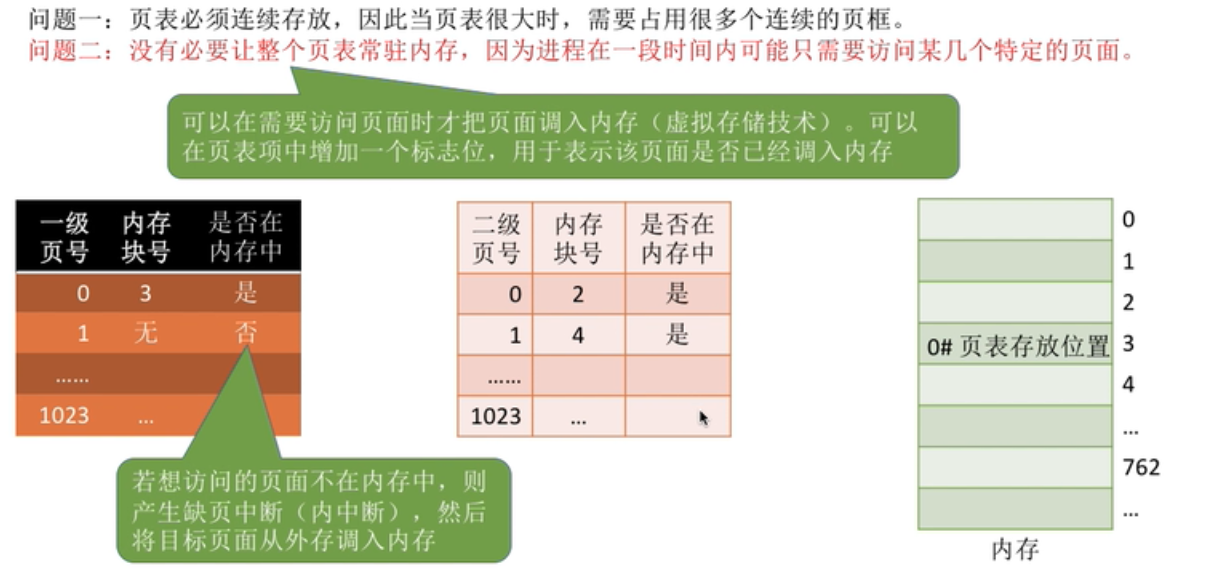 问题一：页表必须连续存放，因此当页表很大时，需要占用很多个连续的页框。
问题二：没有必要让整个页表常驻内存，因为进程在一段时间内可能只需要访问某几个特定的页面。
可以在需要访问页面时才把页面调入内存（虚拟存储技术）。可以
在页表项中增加一个标志位，用于表示该页面是否已经调入内存
一级 内存 是否在
页号 块号 内存中
0 3 是
1 无 否
……
1023 …
若想访问的页面不在内存中，则
产生缺页中断（内中断），然后
将目标页面从外存调入内存
二级 内存 是否在
页号 块号 内存中
0 2 是
1 4 是
……
1023 …
0
1
2
0# 页表存放位置 3
4
…
762
…
内存